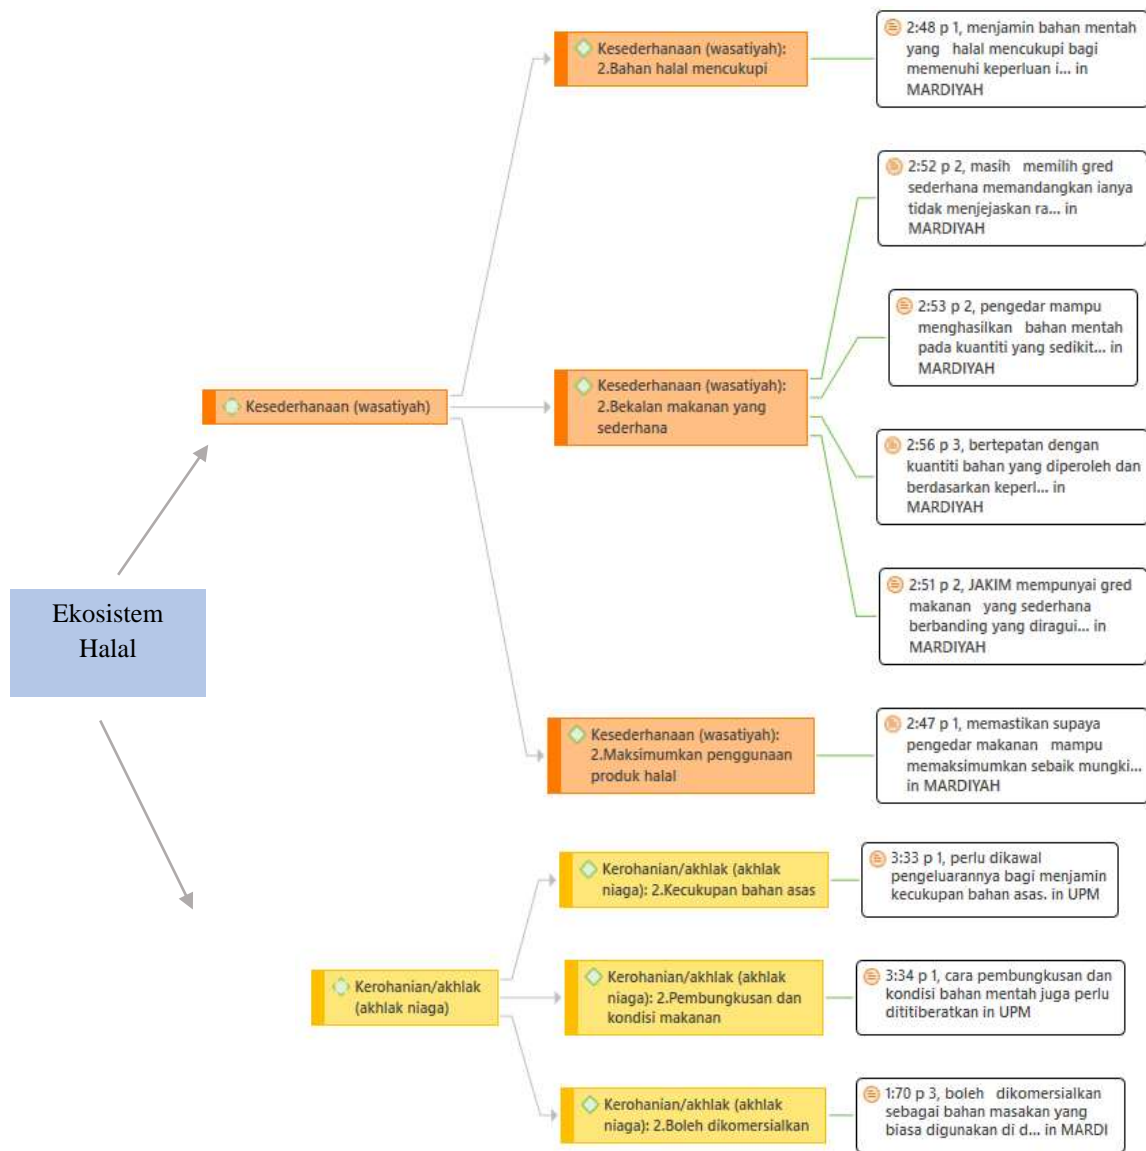 Ekosistem
Halal
Kesederhanaan (wasatiyah)
Kesederhanaan (wasatiyah):
2.Bahan halal mencukupi
2:48 p 1, menjamin bahan mentah
yang halal mencukupi bagi
memenuhi keperluan i... in
MARDIYAH
Kesederhanaan (wasatiyah):
2.Bekalan makanan yang
sederhana
2:52 p 2, masih memilih gred
sederhana memandangkan ianya
tidak menjejaskan ra... in
MARDIYAH
2:53 p 2, pengedar mampu
menghasilkan bahan mentah
pada kuantiti yang sedikit... in
MARDIYAH
2:56 p 3, bertepatan dengan
kuantiti bahan yang diperoleh dan
berdasarkan keperl... in
MARDIYAH
2:51 p 2, JAKIM mempunyai gred
makanan yang sederhana
berbanding yang diragui... in
MARDIYAH
Kesederhanaan (wasatiyah):
2.Maksimumkan penggunaan
produk halal
2:47 p 1, memastikan supaya
pengedar makanan mampu
memaksimumkan sebaik mungki...
in MARDIYAH
Kerohanian/akhlak
(akhlak niaga)
Kerohanian/akhlak (akhlak
niaga): 2.Kecukupan bahan asas
3:33 p 1, perlu dikawal
pengeluarannya bagi menjamin
kecukupan bahan asas. in UPM
Kerohanian/akhlak (akhlak
niaga): 2.Pembungkusan dan
kondisi makanan
3:34 p 1, cara pembungkusan dan
kondisi bahan mentah juga perlu
dititiberatkan in UPM
Kerohanian/akhlak (akhlak
niaga): 2.Boleh dikomersialkan
1:70 p 3, boleh dikomersialkan
sebagai bahan masakan yang
biasa digunakan di d... in MARDI